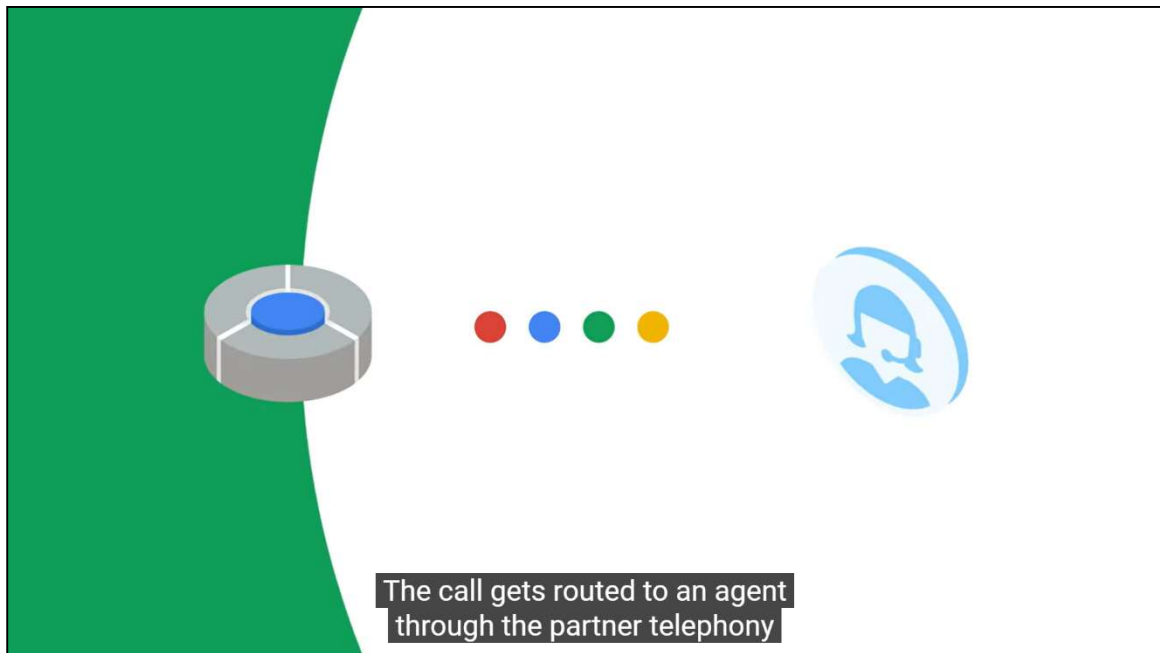 The call gets routed to an agent
through the partner telephony